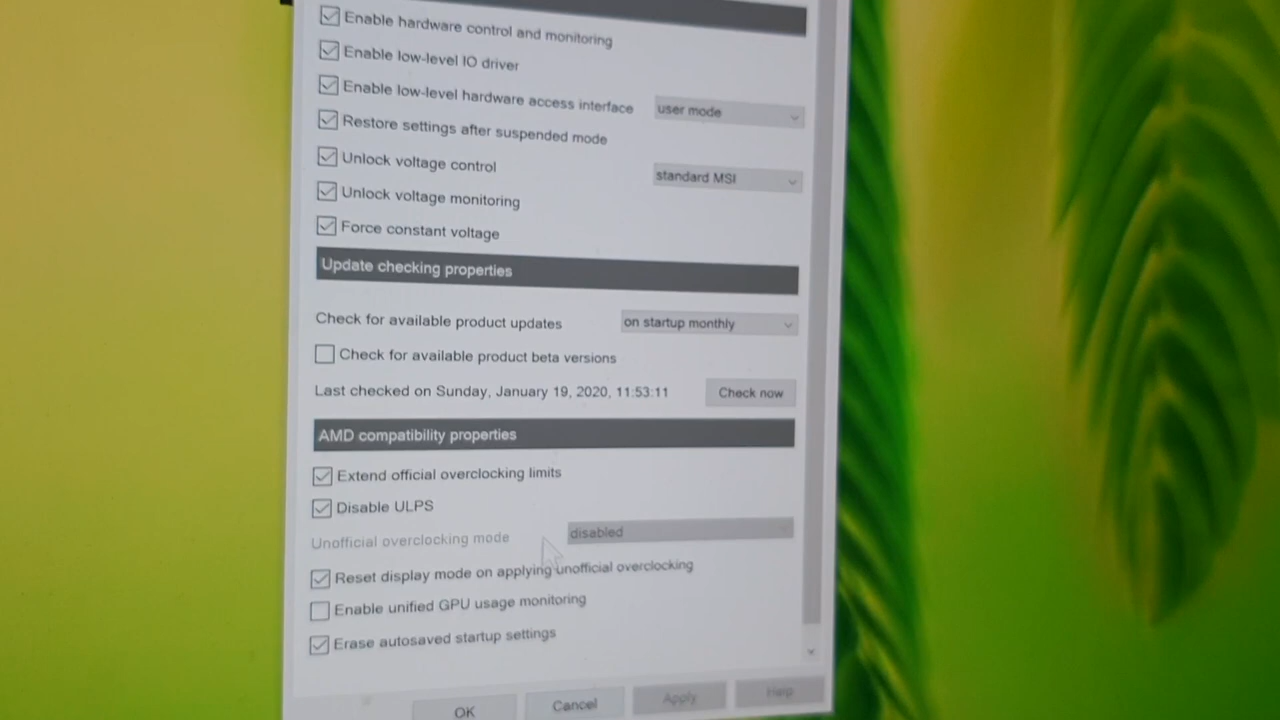 Enable hardware control and monitoring
Enable low-level IO driver
Enable low-level hardware access interface user mode
Restore settings after suspended mode
Unlock voltage control standard MSI
Unlock voltage monitoring
Force constant voltage
Update checking properties
Check for available product updates on startup monthly
Check for available product beta versions
Last checked on Sunday, January 19, 2020, 11:53:11 Check now
AMD compatibility properties
Extend official overclocking limits
Disable ULPS
Unofficial overclocking mode disabled
Reset display mode on applying unofficial overclocking
Enable unified GPU usage monitoring
Erase autosaved startup settings
OK Cancel Apply Help